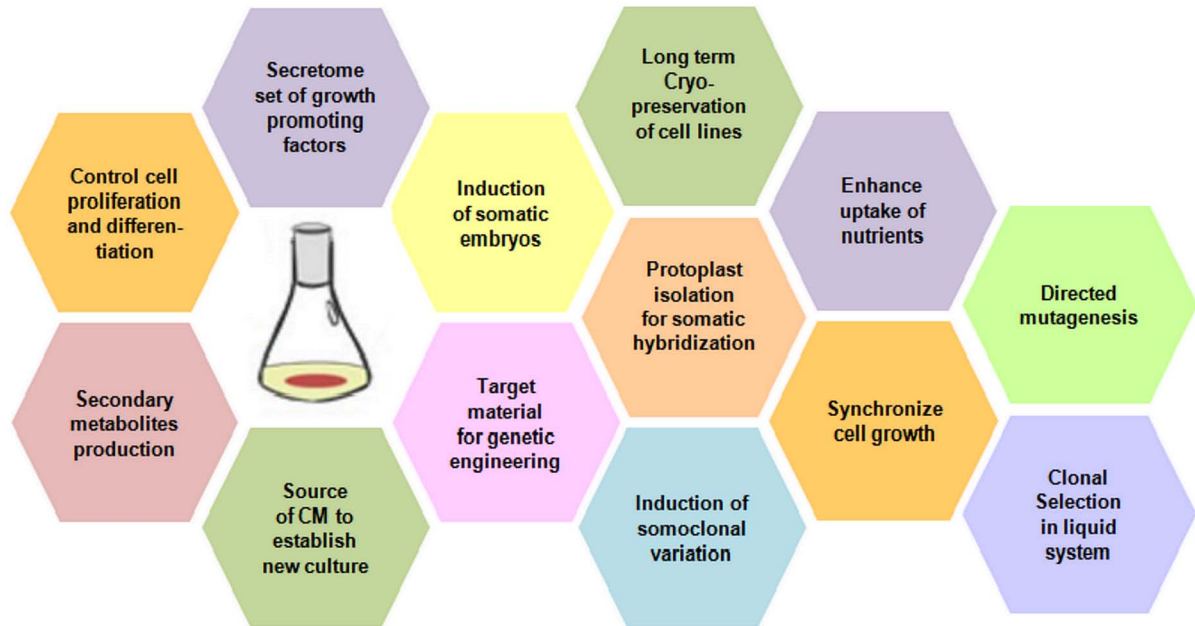 Secretome
set of growth
promoting
factors
Long term
Cryo-
preservation
of cell lines
Control cell
proliferation
and differen-
tiation
Induction
of somatic
embryos
Enhance
uptake of
nutrients
Protoplast
isolation
for somatic
hybridization
Directed
mutagenesis
Secondary
metabolites
production
Target
material
for genetic
engineering
Synchronize
cell growth
Source
of CM to
establish
new culture
Induction of
somoclonal
variation
Clonal
Selection
in liquid
system